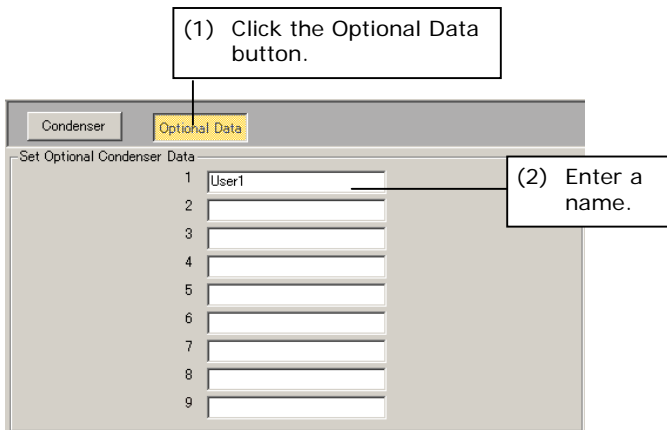 (1) Click the Optional Data
button.
Condenser
Optional Data
Set Optional Condenser Data
1 User1
(2) Enter a
name.
2
3
4
5
6
7
8
9